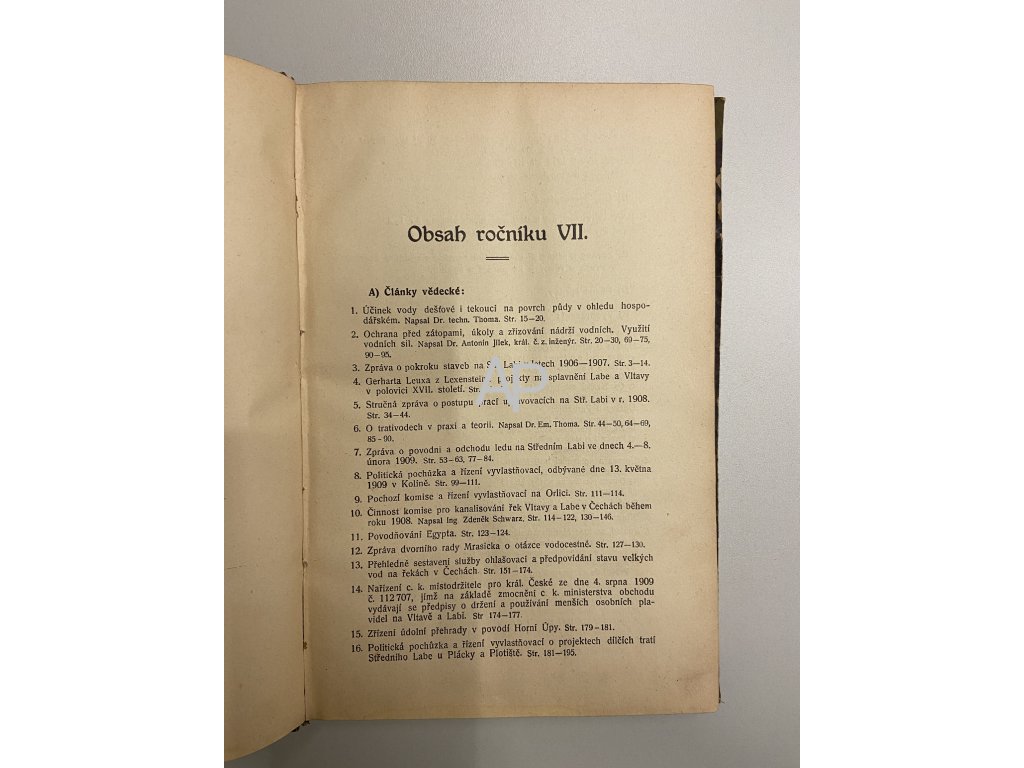 Obsah ročníku VII.
A) Články vědecké:
1. Účinek vody dešťové i tekoucí na povrch půdy v ohledu hospo-
dářském. Napsal Dr. techn. Thoma. Str. 15—20.
2. Ochrana před zátopami, úkoly a zřizování nádrží vodních. Využití
vodních sil. Napsal Dr. Antonín Jílek, král. č. z. inženýr. Str. 20—30, 69—75,
90—95.
3. Zpráva o pokroku staveb na Stř. Labi letech 1906—1907. Str. 3—14.
4. Gerharta Leuxa z Lexensteina projekty na splavnění Labe a Vltavy
v polovici XVII. století. Str.
5. Stručná zpráva o postupu prací upravovacích na Stř. Labi v r. 1908.
Str. 34—44.
6. O trativodech v praxi a teorii. Napsal Dr. Em. Thoma. Str. 44—50, 64—69,
85-90.
7. Zpráva o povodni a odchodu ledu na Středním Labi ve dnech 4.—8.
února 1909. Str. 53-63, 77—84.
8. Politická pochůzka a řízení vyvlastňovací, odbývané dne 13. května
1909 v Kolíně. Str. 99—111.
9. Pochozí komise a řízení vyvlastňovací na Orlici. Str. 111—114.
10. Činnost komise pro kanalisování řek Vltavy a Labe v Čechách během
roku 1908. Napsal Ing. Zdeněk Schwarz. Str. 114—122, 130—146.
11. Povodňování Egypta. Str. 123—124.
12. Zpráva dvorního rady Mrasicka o otázce vodocestné. Str. 127—130.
13. Přehledné sestavení služby ohlašovací a předpovídání stavu velkých
vod na řekách v Čechách. Str. 151—174.
14. Nařízení c. k. místodržitele pro král. České ze dne 4. srpna 1909
č. 112707, jímž na základě zmocnění c. k. ministerstva obchodu
vydávají se předpisy o držení a používání menších osobních pla-
videl na Vltavě a Labi. Str 174—177.
15. Zřízení údolní přehrady v povodí Horní Úpy. Str. 179—181.
16. Politická pochůzka a řízení vyvlastňovací o projektech dílčích tratí
Středního Labe u Plácky a Plotiště. Str. 181—195.
AP